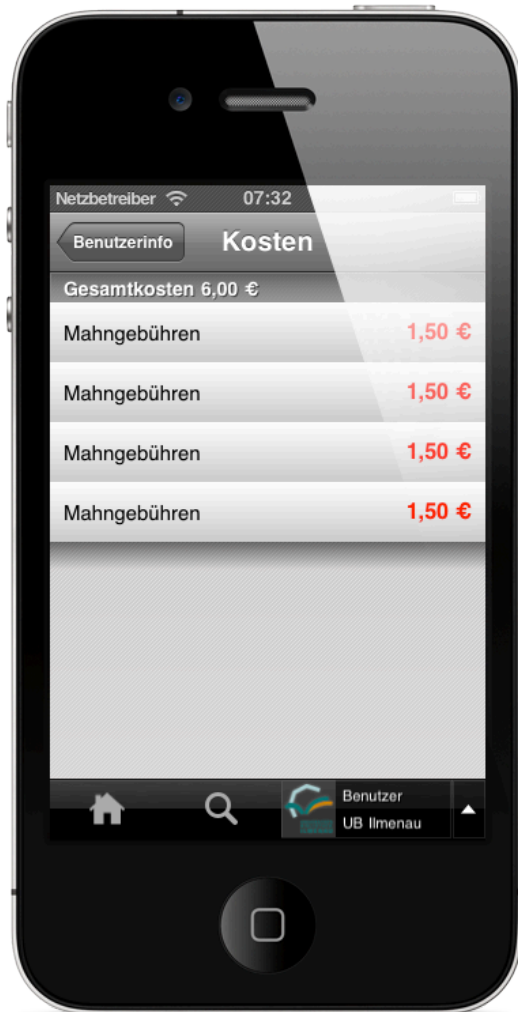 Netzbetreiber 07:32
Benutzerinfo Kosten
Gesamtkosten 6,00 €
Mahngebühren 1,50 €
Mahngebühren 1,50 €
Mahngebühren 1,50 €
Mahngebühren 1,50 €
Benutzer
UB Ilmenau